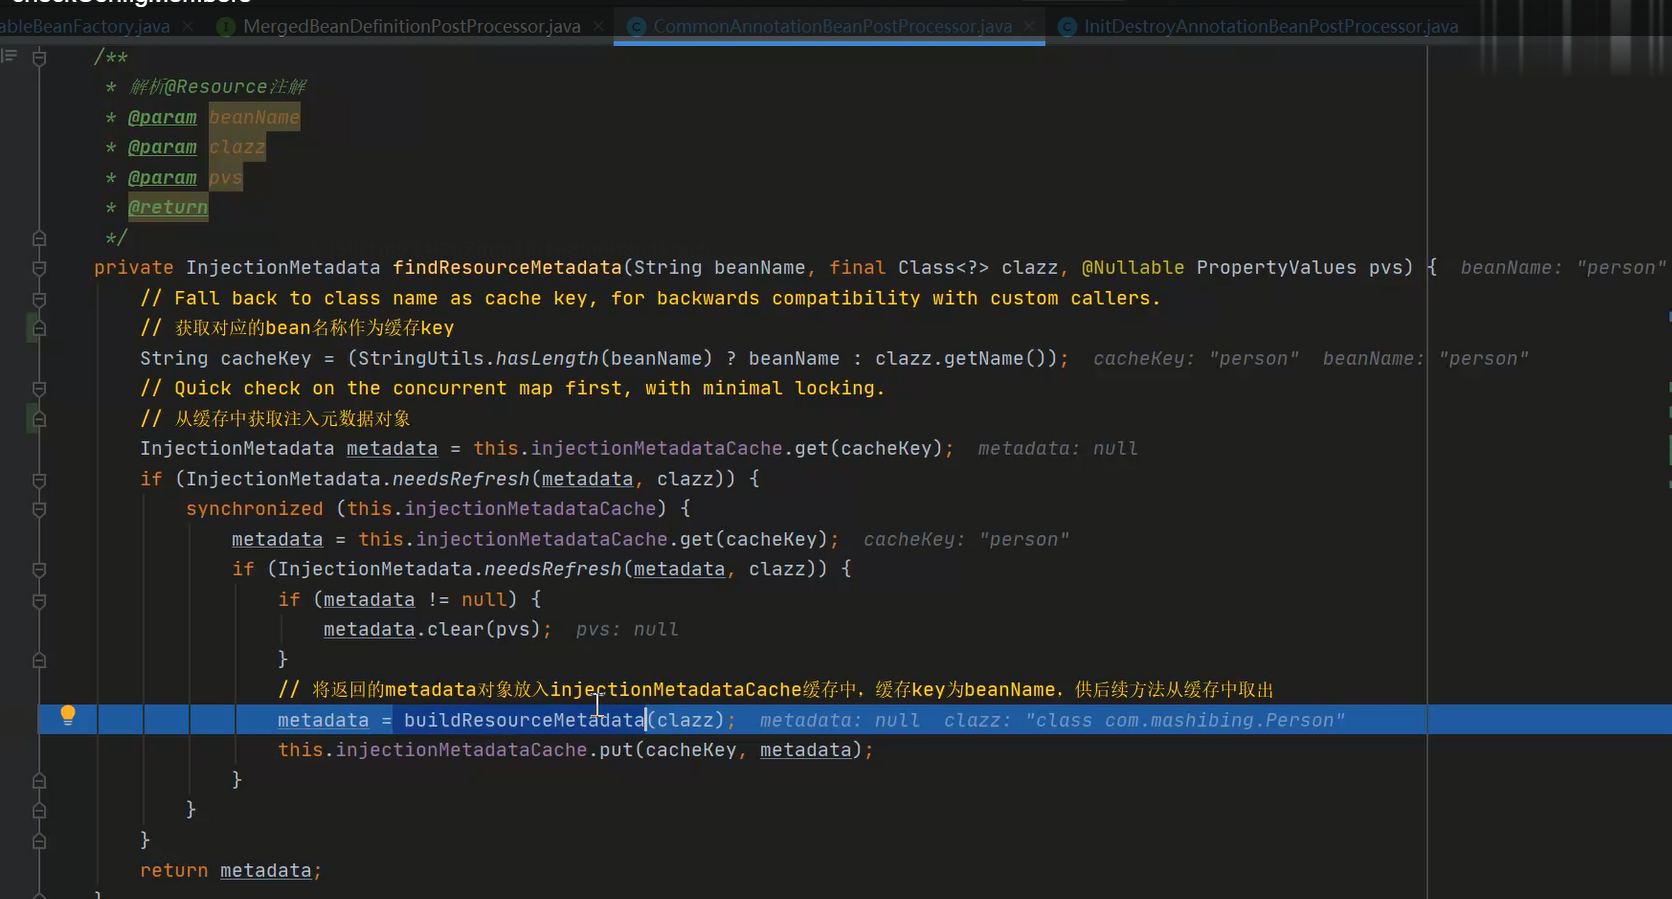 ableBeanFactory.java MergedBeanDefinitionPostProcessor.java CommonAnnotationBeanPostProcessor.java InitDestroyAnnotationBeanPostProcessor.java
/**
* 解析@Resource注解
* @param beanName
* @param clazz
* @param pvs
* @return
*/
private InjectionMetadata findResourceMetadata(String beanName, final Class<?> clazz, @Nullable PropertyValues pvs) { beanName: "person"
// Fall back to class name as cache key, for backwards compatibility with custom callers.
// 获取对应的bean名称作为缓存key
String cacheKey = (StringUtils.hasLength(beanName) ? beanName : clazz.getName()); cacheKey: "person" beanName: "person"
// Quick check on the concurrent map first, with minimal locking.
// 从缓存中获取注入元数据对象
InjectionMetadata metadata = this.injectionMetadataCache.get(cacheKey); metadata: null
if (InjectionMetadata.needsRefresh(metadata, clazz)) {
synchronized (this.injectionMetadataCache) {
metadata = this.injectionMetadataCache.get(cacheKey); cacheKey: "person"
if (InjectionMetadata.needsRefresh(metadata, clazz)) {
if (metadata != null) {
metadata.clear(pvs); pvs: null
}
// 将返回的metadata对象放入injectionMetadataCache缓存中，缓存key为beanName，供后续方法从缓存中取出
metadata = buildResourceMetadata(clazz); metadata: null clazz: "class com.mashibing.Person"
this.injectionMetadataCache.put(cacheKey, metadata);
}
}
}
return metadata;